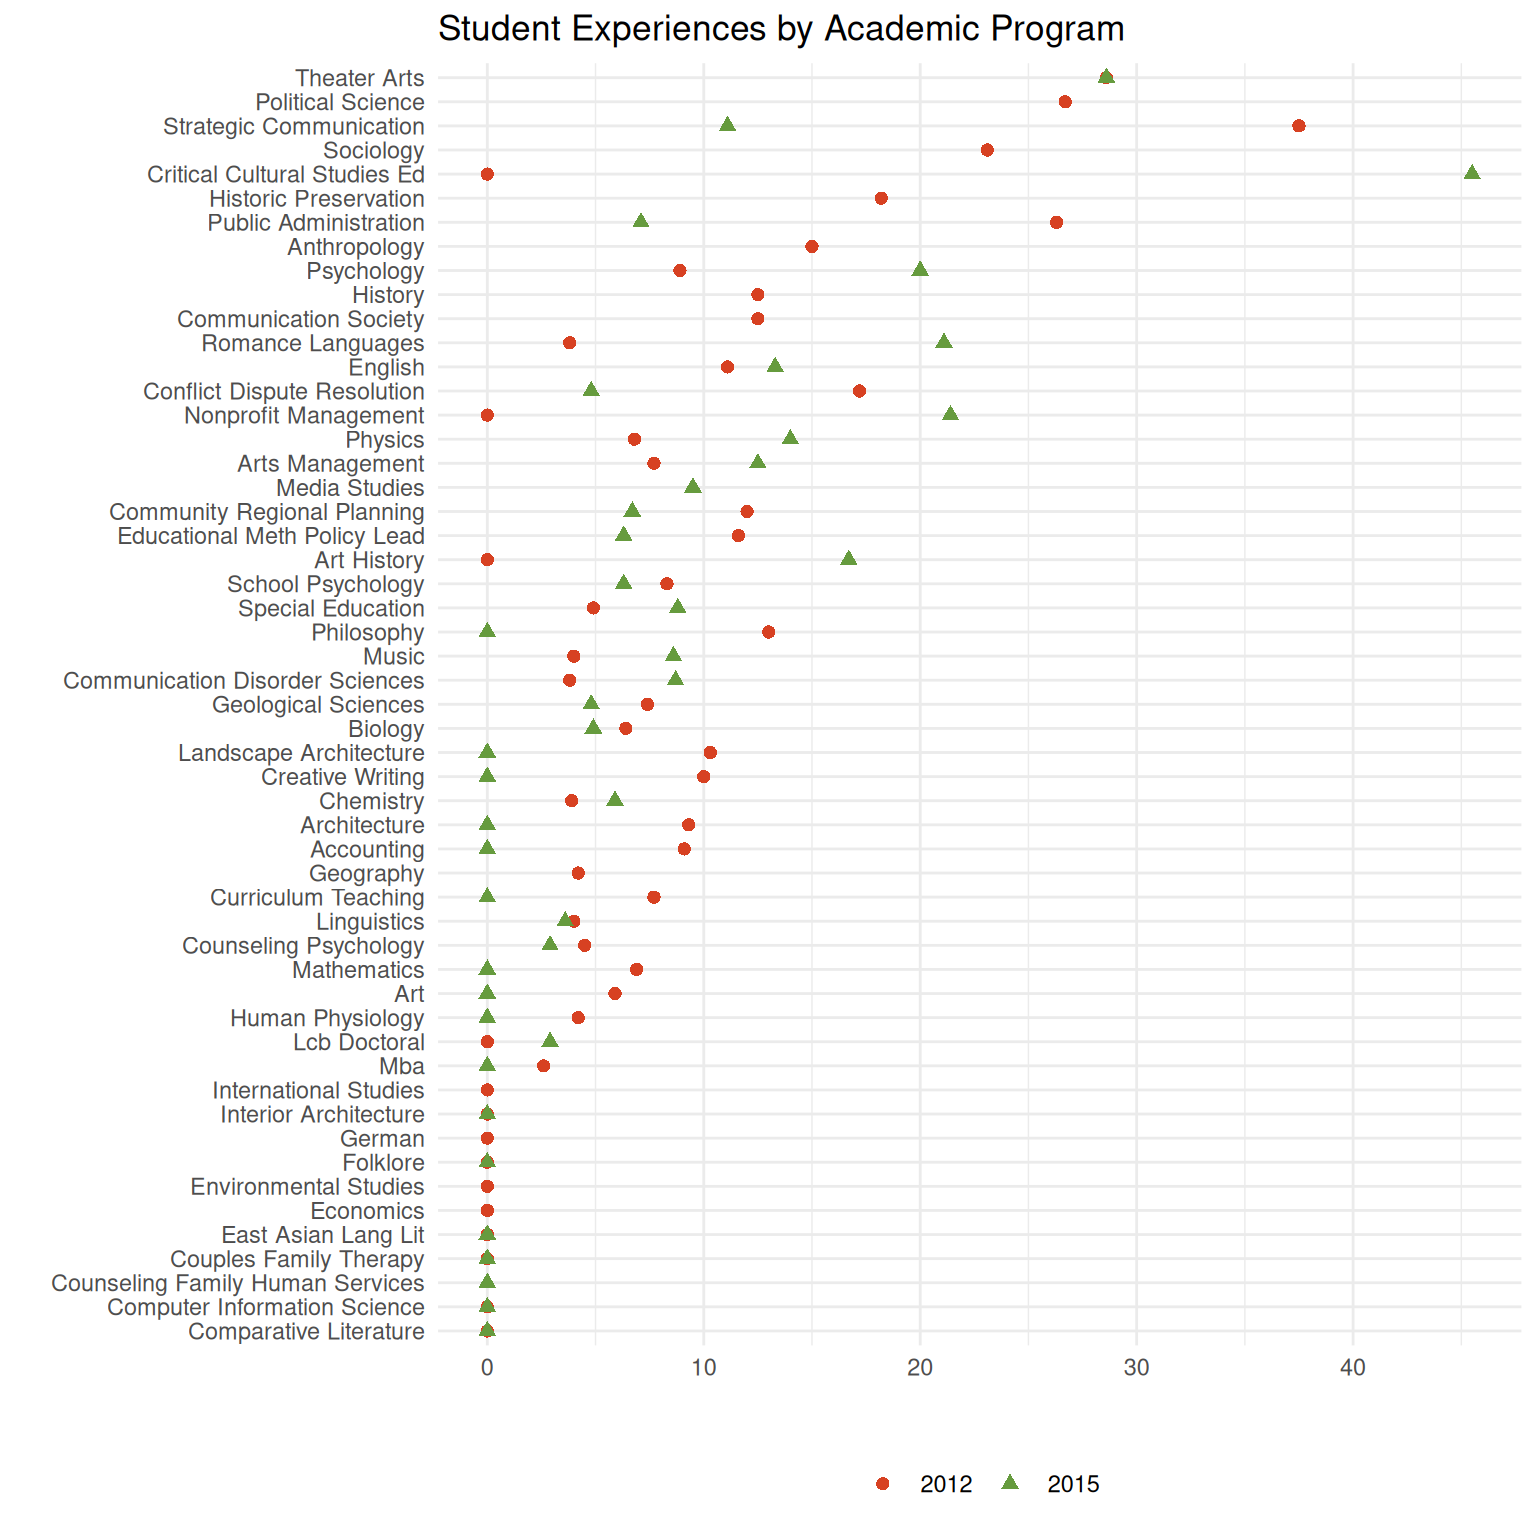 Student Experiences by Academic Program
Theater Arts
Political Science
Strategic Communication
Sociology
Critical Cultural Studies Ed
Historic Preservation
Public Administration
Anthropology
Psychology
History
Communication Society
Romance Languages
English
Conflict Dispute Resolution
Nonprofit Management
Physics
Arts Management
Media Studies
Community Regional Planning
Educational Meth Policy Lead
Art History
School Psychology
Special Education
Philosophy
Music
Communication Disorder Sciences
Geological Sciences
Biology
Landscape Architecture
Creative Writing
Chemistry
Architecture
Accounting
Geography
Curriculum Teaching
Linguistics
Counseling Psychology
Mathematics
Art
Human Physiology
Lcb Doctoral
Mba
International Studies
Interior Architecture
German
Folklore
Environmental Studies
Economics
East Asian Lang Lit
Couples Family Therapy
Counseling Family Human Services
Computer Information Science
Comparative Literature
0 10 20 30 40
2012 2015